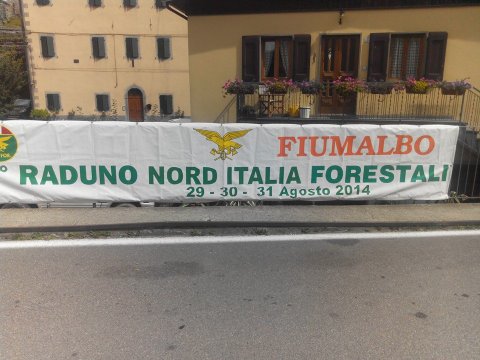 FIUMALBO
° RADUNO NORD ITALIA FORESTALI
29 - 30 - 31 Agosto 2014